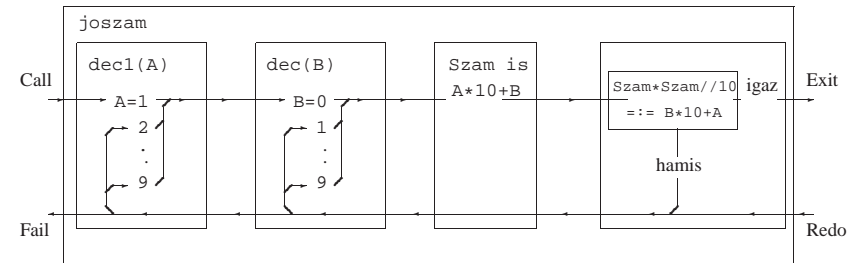 joszam
dec1(A)
dec(B)
Szam is
A*10+B
Call
A=1
2
.
.
9
B=0
1
.
.
9
Szam*Szam//10
=:= B*10+A
igaz
hamis
Exit
Fail
Redo